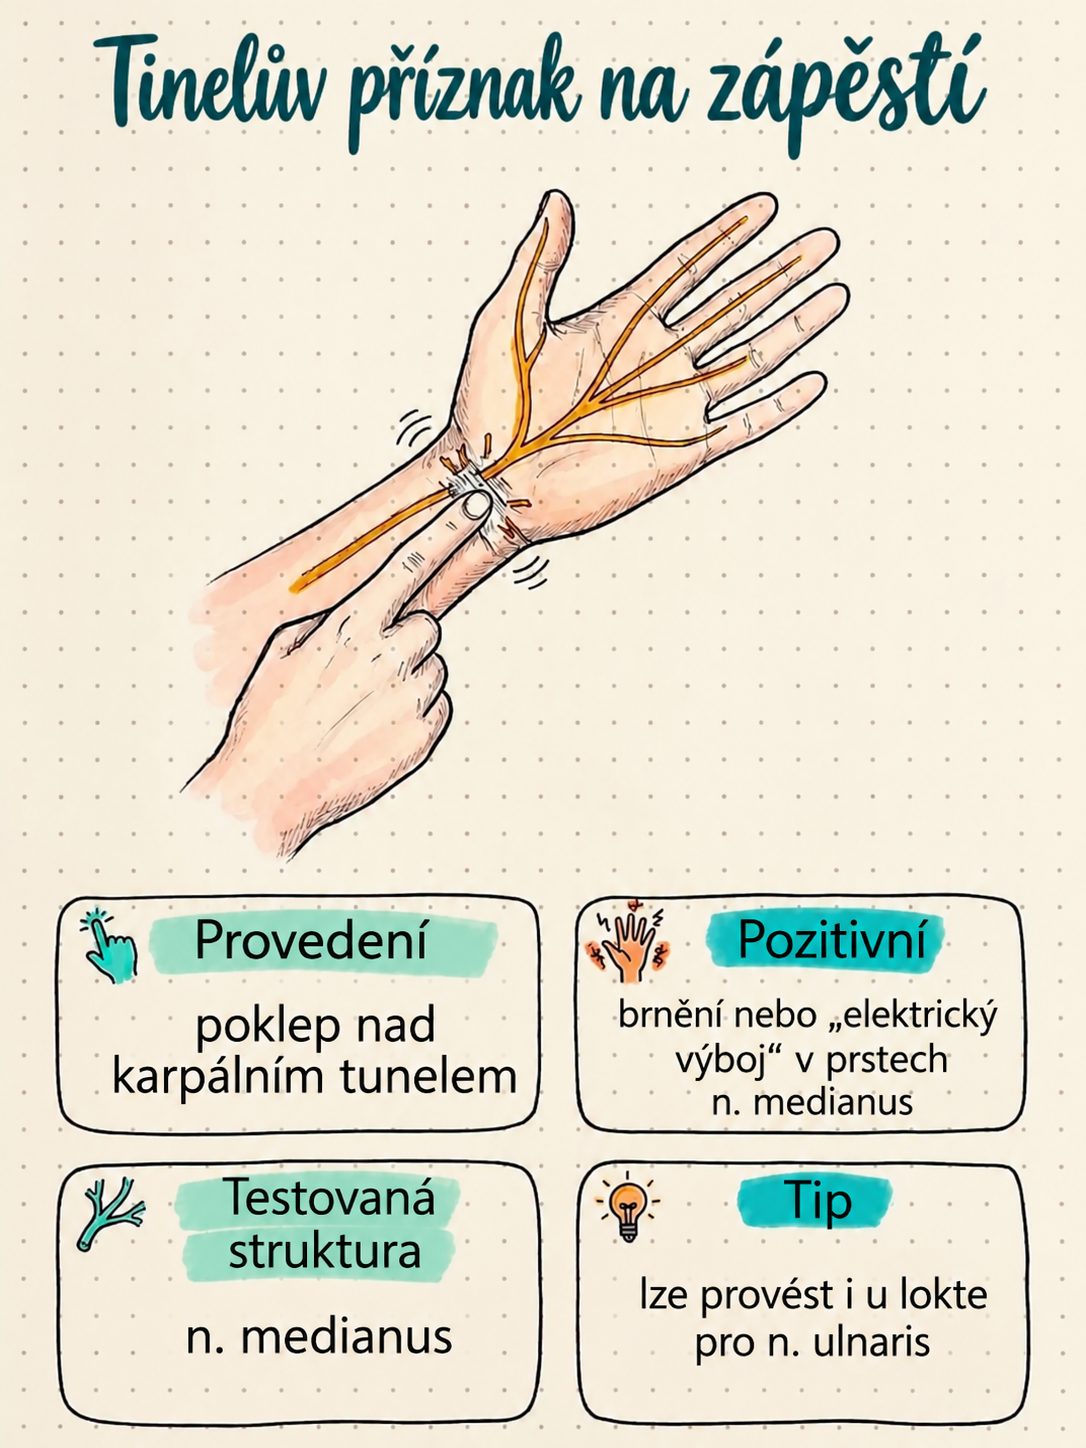 Tinelův příznak na zápěstí
Provedení
poklep nad
karpálním tunelem
Pozitivní
brnění nebo „elektrický
výboj“ v prstech
n. medianus
Testovaná
struktura
n. medianus
Tip
lze provést i u lokte
pro n. ulnaris